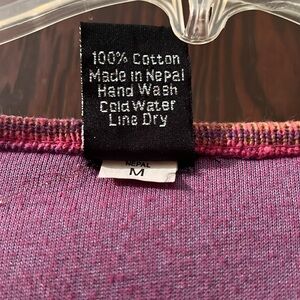 100% Cotton
Made in Nepal
Hand Wash
Cold Water
Line Dry
NEPAL
M